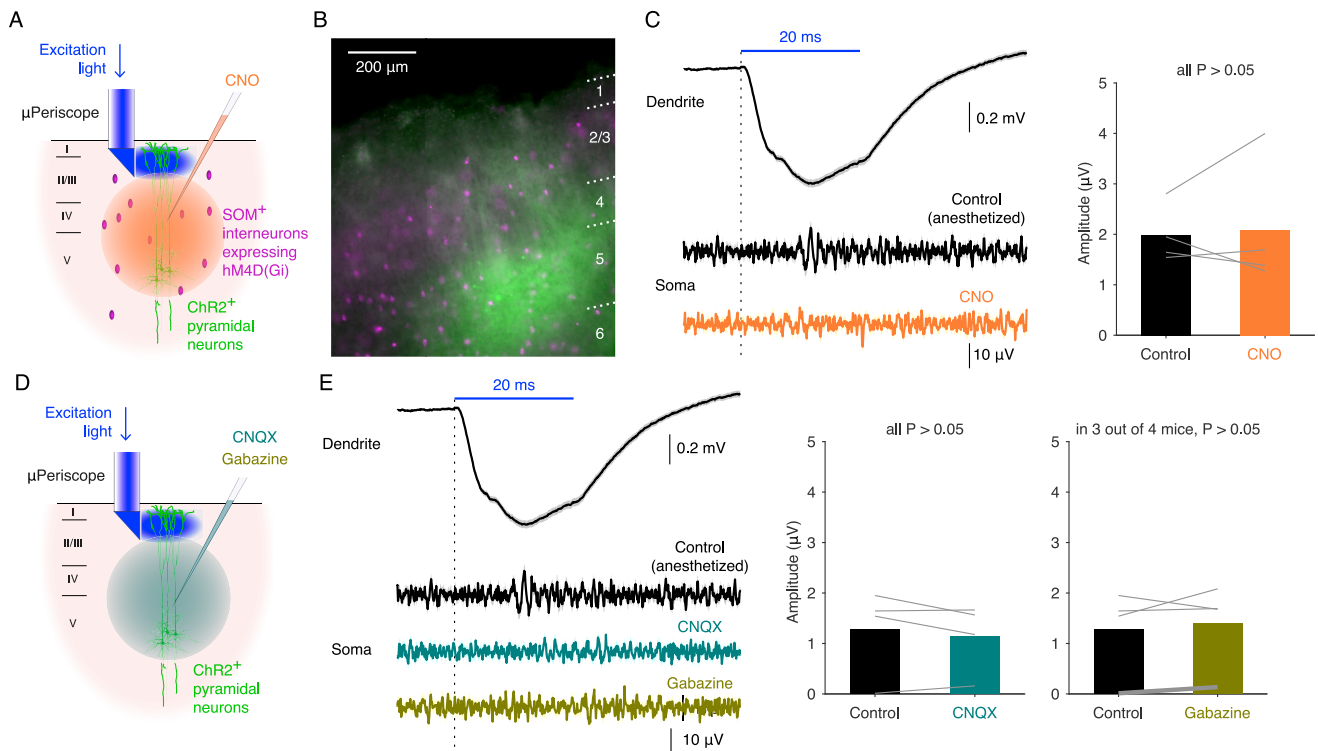 A
Excitation
light
CNO
µPeriscope
I
II/III
IV
V
SOM+
interneurons
expressing
hM4D(Gi)
ChR2+
pyramidal
neurons
B
200 µm
1
2/3
4
5
6
C
20 ms
Dendrite
0.2 mV
Control
(anesthetized)
Soma
CNO
10 µV
all P > 0.05
Amplitude (µV)
5
4
3
2
1
0
Control
CNO
D
Excitation
light
CNQX
Gabazine
µPeriscope
I
II/III
IV
V
ChR2+
pyramidal
neurons
E
20 ms
Dendrite
0.2 mV
Control
(anesthetized)
CNQX
Soma
Gabazine
10 µV
all P > 0.05
Amplitude (µV)
5
4
3
2
1
0
Control
CNQX
in 3 out of 4 mice, P > 0.05
5
4
3
2
1
0
Control
Gabazine